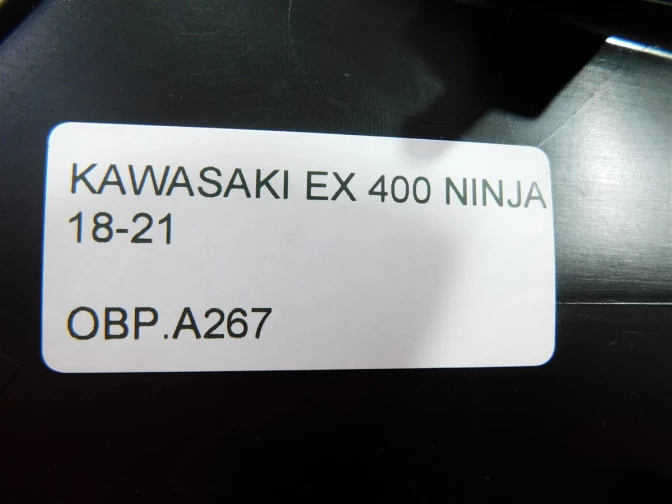 KAWASAKI EX 400 NINJA
18-21
OBP.A267